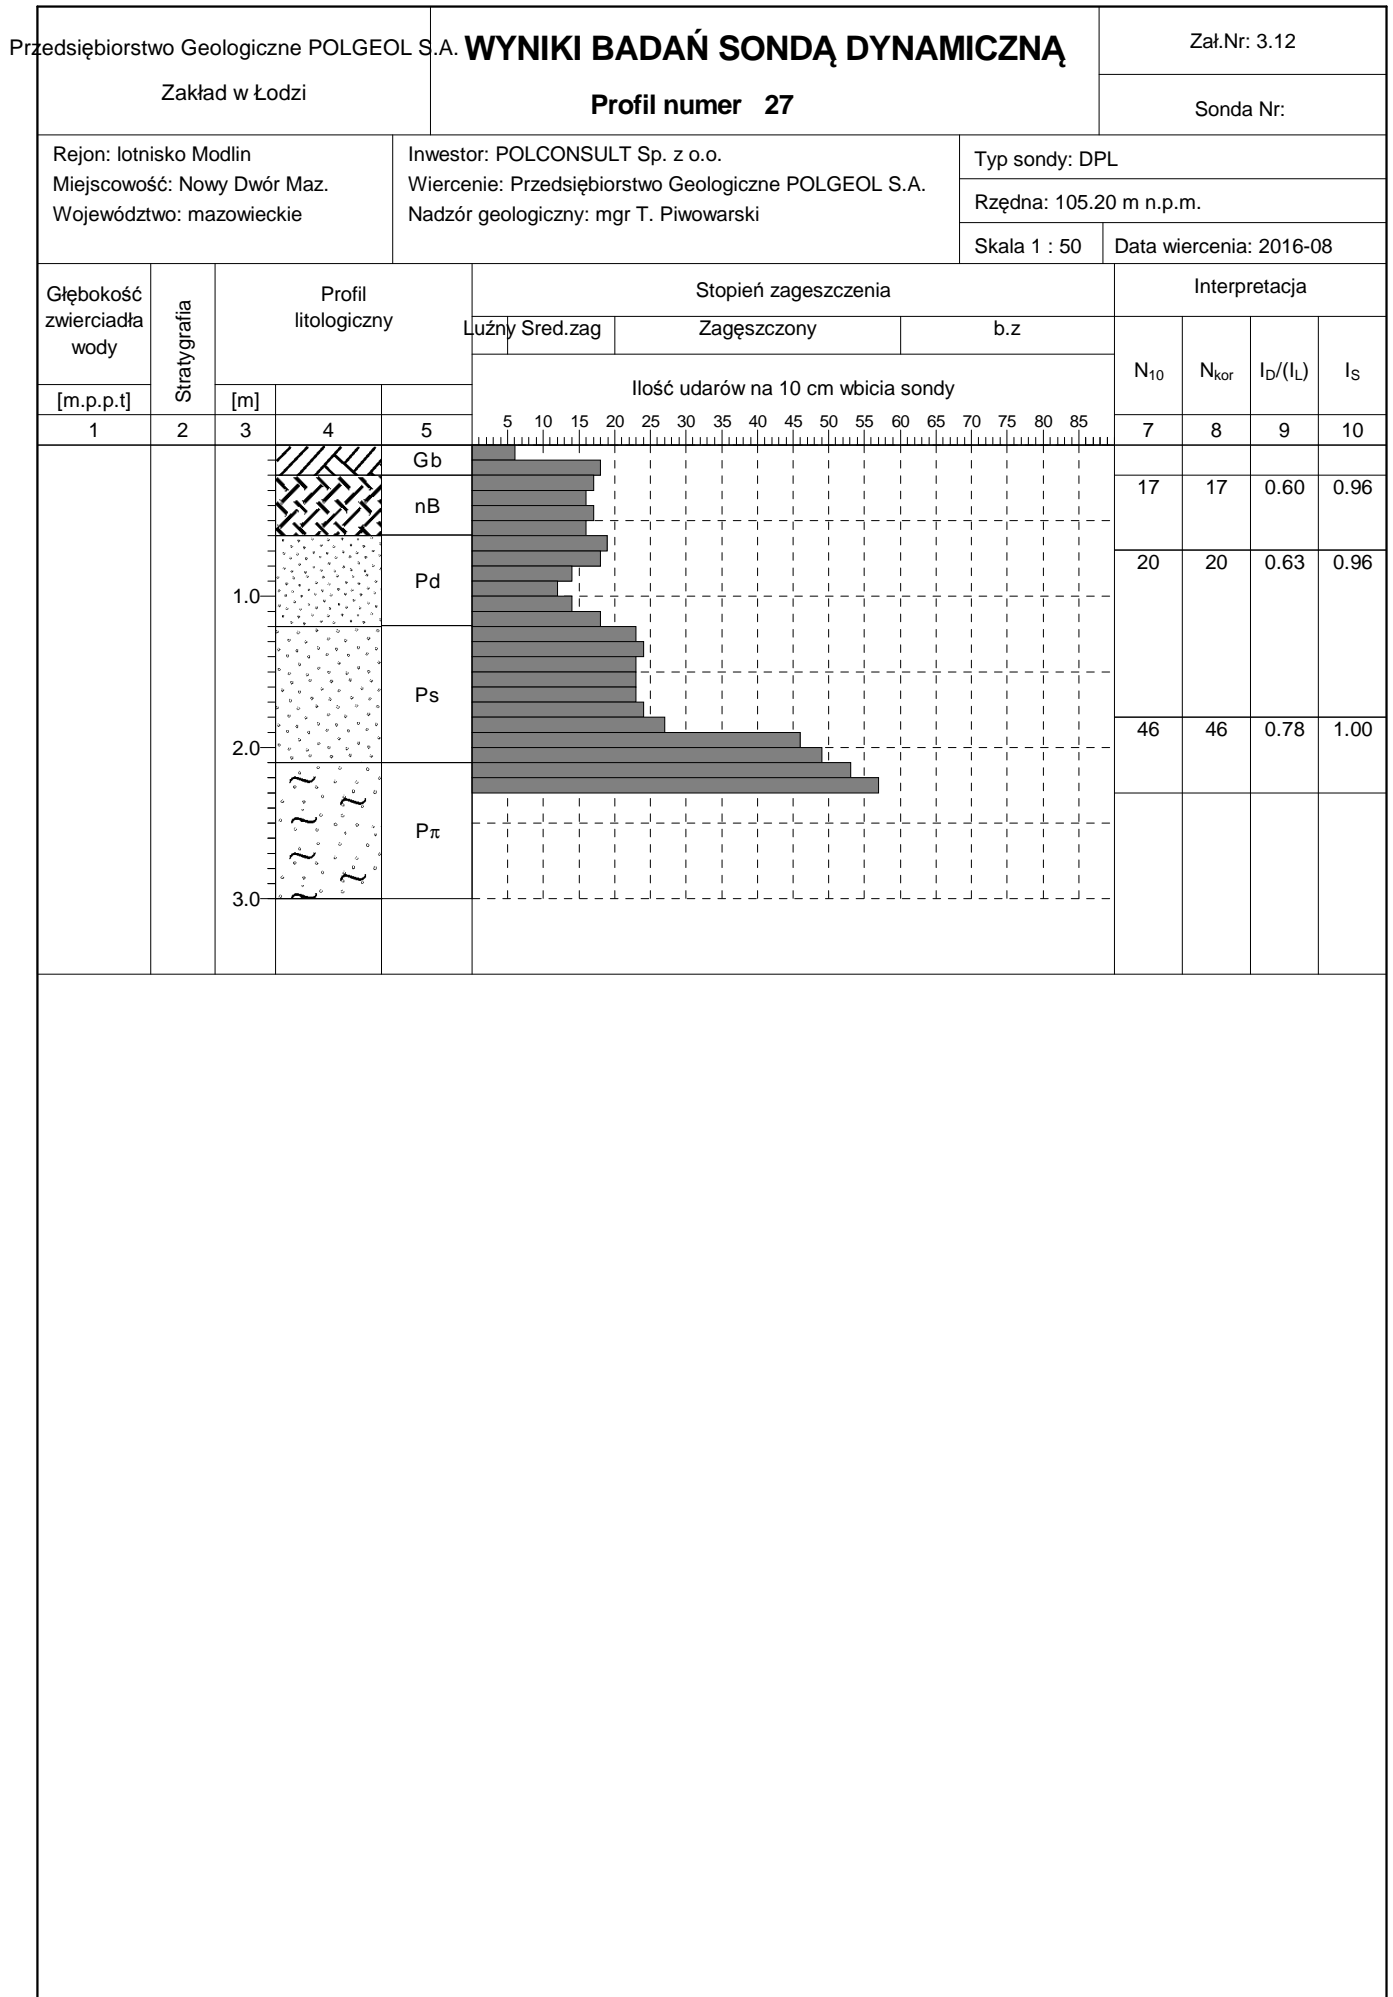 Przedsiębiorstwo Geologiczne POLGEOL S.A.
Zakład w Łodzi
WYNIKI BADAŃ SONDĄ DYNAMICZNĄ
Profil numer 27
Zał.Nr: 3.12
Sonda Nr:
Rejon: lotnisko Modlin
Miejscowość: Nowy Dwór Maz.
Województwo: mazowieckie
Inwestor: POLCONSULT Sp. z o.o.
Wiercenie: Przedsiębiorstwo Geologiczne POLGEOL S.A.
Nadzór geologiczny: mgr T. Piwowarski
Typ sondy: DPL
Rzędna: 105.20 m n.p.m.
Skala 1 : 50
Data wiercenia: 2016-08
Głębokość
zwierciadła
wody
[m.p.p.t]
Stratygrafia
Profil
litologiczny
[m]
Stopień zageszczenia
Luźny Sred.zag Zagęszczony b.z
Ilość udarów na 10 cm wbicia sondy
Interpretacja
N10 Nkor ID/(IL) IS
5 10 15 20 25 30 35 40 45 50 55 60 65 70 75 80 85
1 2 3 4 5 7 8 9 10
Gb
nB
17 17 0.60 0.96
Pd
20 20 0.63 0.96
1.0
Ps
46 46 0.78 1.00
2.0
Pπ
3.0